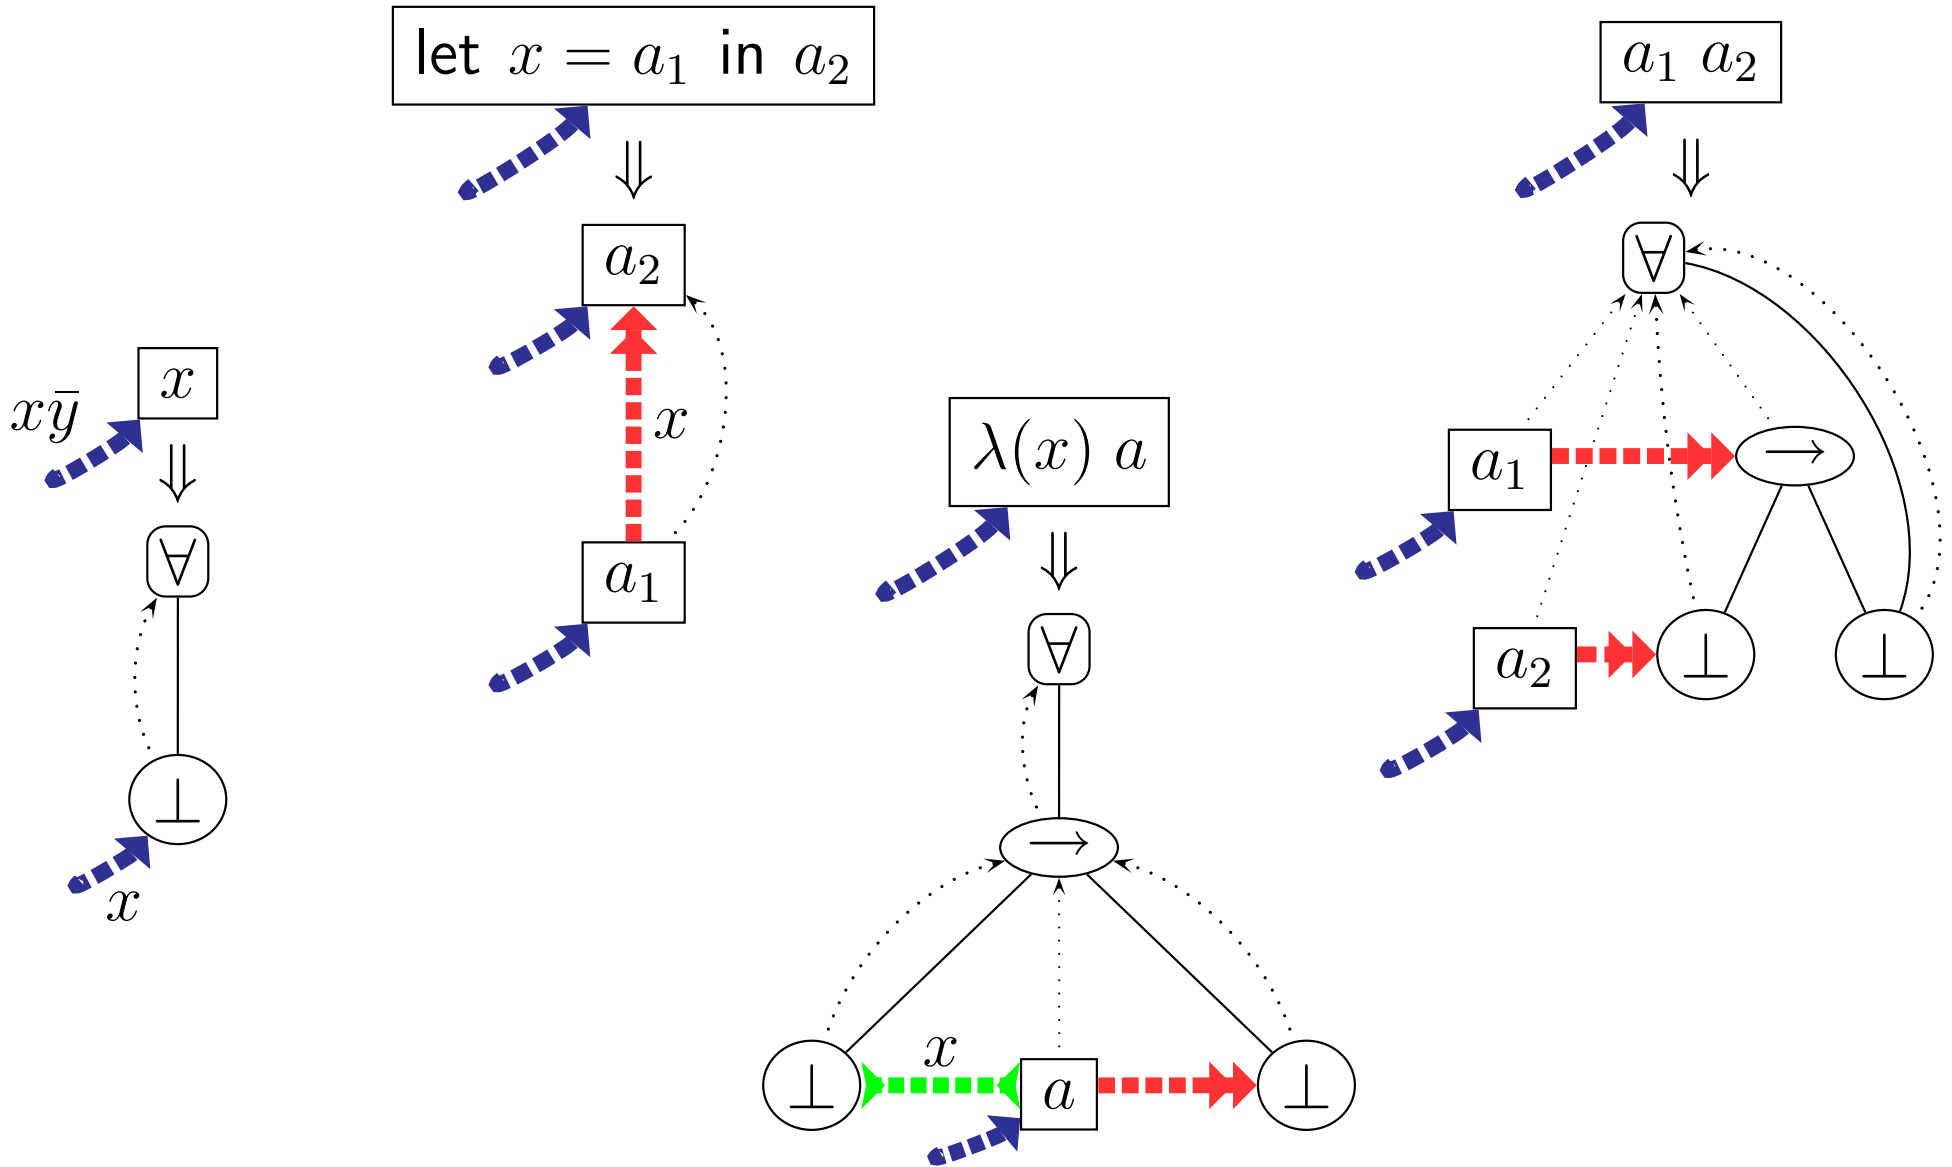 let x = a₁ in a₂
⇓
a₂
x
a₁
x
xȳ
⇓
∀
⊥
x
λ(x) a
⇓
∀
→
⊥
x
a
⊥
a₁ a₂
⇓
∀
a₁
→
a₂
⊥
⊥